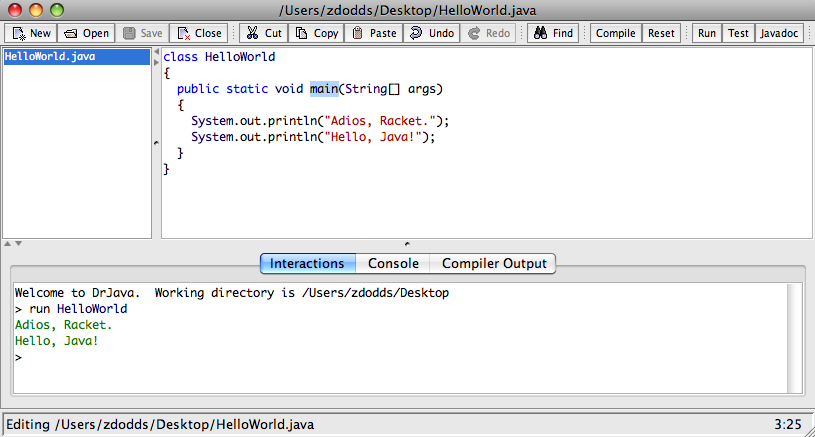 /Users/zdodds/Desktop/HelloWorld.java
New Open Save Close Cut Copy Paste Undo Redo Find Compile Reset Run Test Javadoc
HelloWorld.java
class HelloWorld
{
  public static void main(String[] args)
  {
    System.out.println("Adios, Racket.");
    System.out.println("Hello, Java!");
  }
}
Interactions Console Compiler Output
Welcome to DrJava.  Working directory is /Users/zdodds/Desktop
> run HelloWorld
Adios, Racket.
Hello, Java!
>
Editing /Users/zdodds/Desktop/HelloWorld.java 3:25